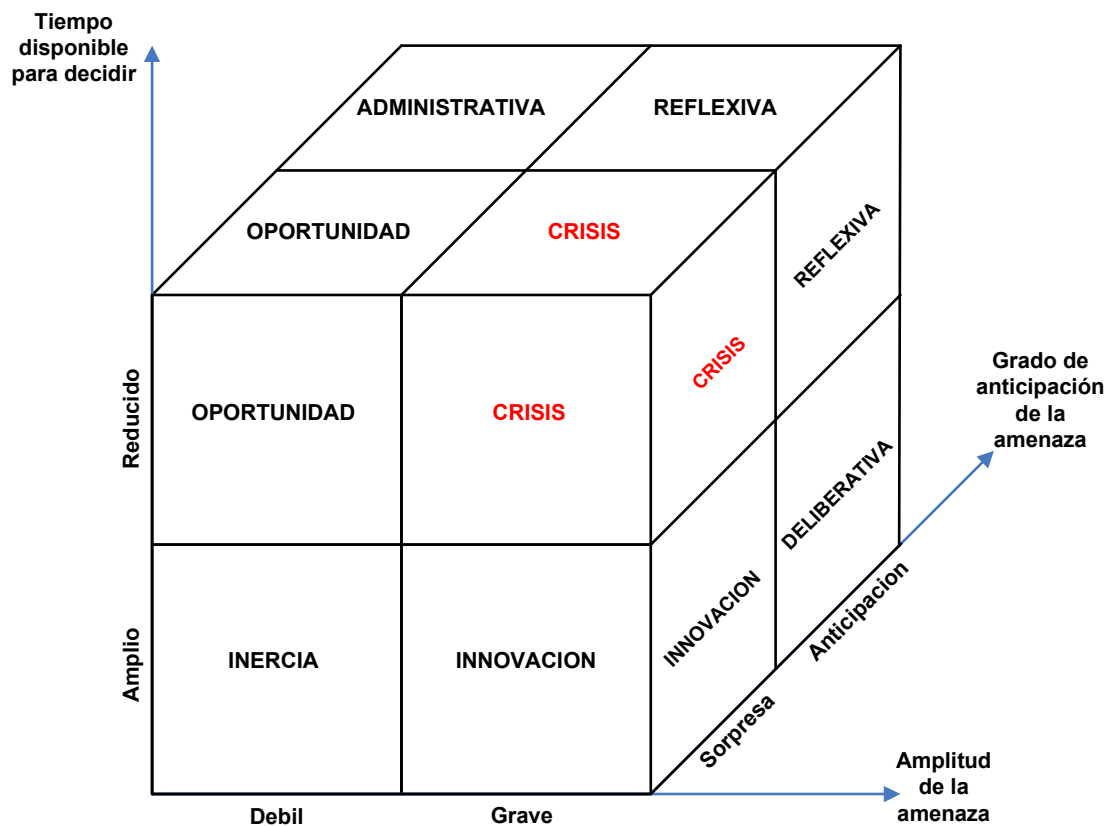 Tiempo
disponible
para decidir
ADMINISTRATIVA
REFLEXIVA
OPORTUNIDAD
CRISIS
REFLEXIVA
Reducido
OPORTUNIDAD
CRISIS
CRISIS
Grado de
anticipación
de la
amenaza
Amplio
INERCIA
INNOVACION
INNOVACION
DELIBERATIVA
Sorpresa
Anticipacion
Debil
Grave
Amplitud
de la
amenaza